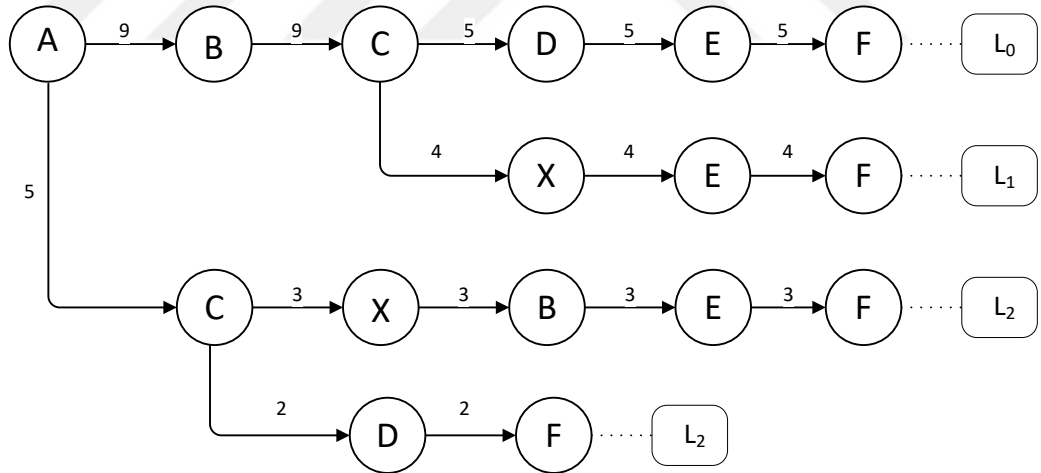 A 9 B 9 C 5 D 5 E 5 F L₀
4 X 4 E 4 F L₁
5
C 3 X 3 B 3 E 3 F L₂
2 D 2 F L₂